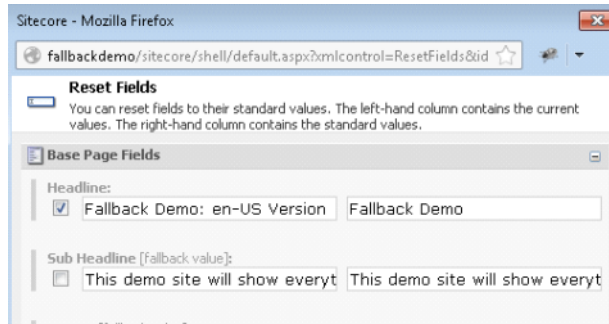 Sitecore - Mozilla Firefox
fallbackdemo/sitecore/shell/default.aspx?xmlcontrol=ResetFields&id
Reset Fields
You can reset fields to their standard values. The left-hand column contains the current
values. The right-hand column contains the standard values.
Base Page Fields
Headline:
Fallback Demo: en-US Version Fallback Demo
Sub Headline [fallback value]:
This demo site will show everyt This demo site will show everyt